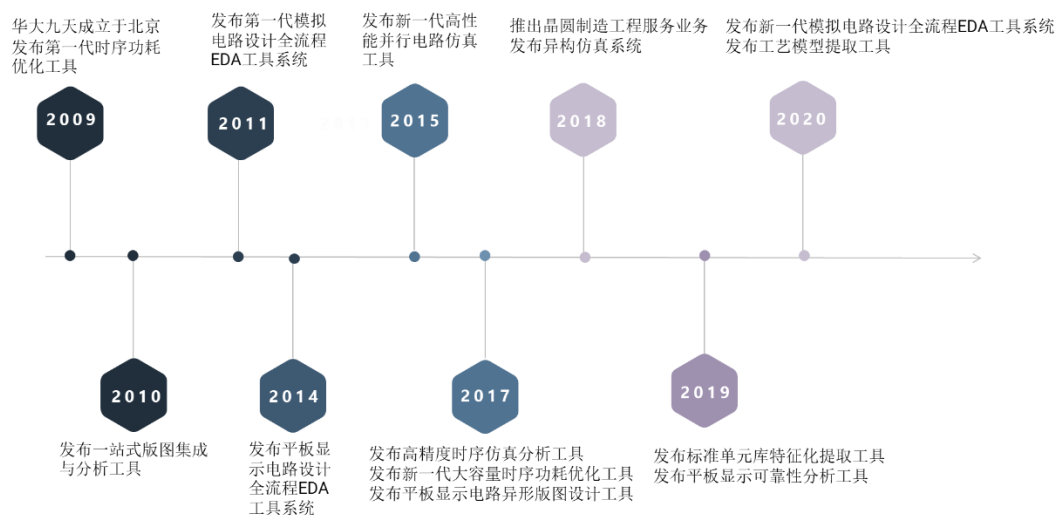 华大九天成立于北京
发布第一代时序功耗
优化工具
2009
发布一站式版图集成
与分析工具
2010
发布第一代模拟
电路设计全流程
EDA工具系统
2011
发布平板显
示电路设计
全流程EDA
工具系统
2014
发布新一代高性
能并行电路仿真
工具
2015
发布高精度时序仿真分析工具
发布新一代大容量时序功耗优化工具
发布平板显示电路异形版图设计工具
2017
推出晶圆制造工程服务业务
发布异构仿真系统
2018
发布标准单元库特征化提取工具
发布平板显示可靠性分析工具
2019
发布新一代模拟电路设计全流程EDA工具系统
发布工艺模型提取工具
2020